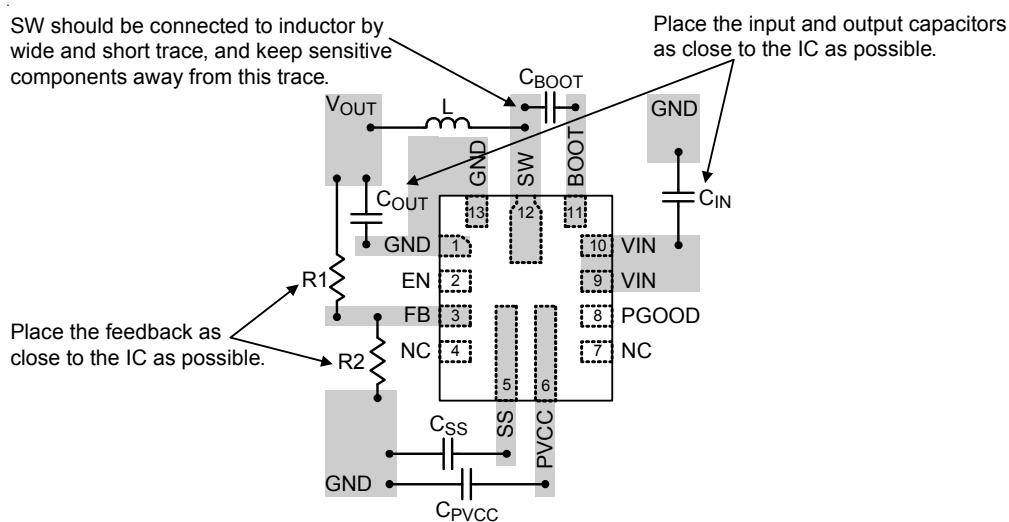 SW should be connected to inductor by
wide and short trace, and keep sensitive
components away from this trace.
Place the input and output capacitors
as close to the IC as possible.
CBOOT
VOUT
L
GND
GND
SW
BOOT
COUT
CIN
13
12
11
GND
1
10
VIN
EN
2
9
VIN
R1
FB
3
8
PGOOD
Place the feedback as
close to the IC as possible.
R2
NC
4
7
NC
5
6
SS
PVCC
CSS
GND
CPVCC